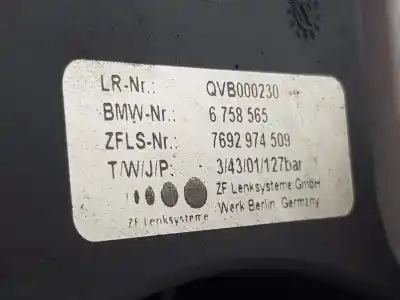 LR-Nr.: QVB000230
BMW-Nr.: 6 758 565
ZFLS-Nr.: 7692 974 509
T/W/J/P: 3/43/01/127bar
ZF Lenksysteme GmbH
Werk Berlin, Germany
ZF Lenksysteme